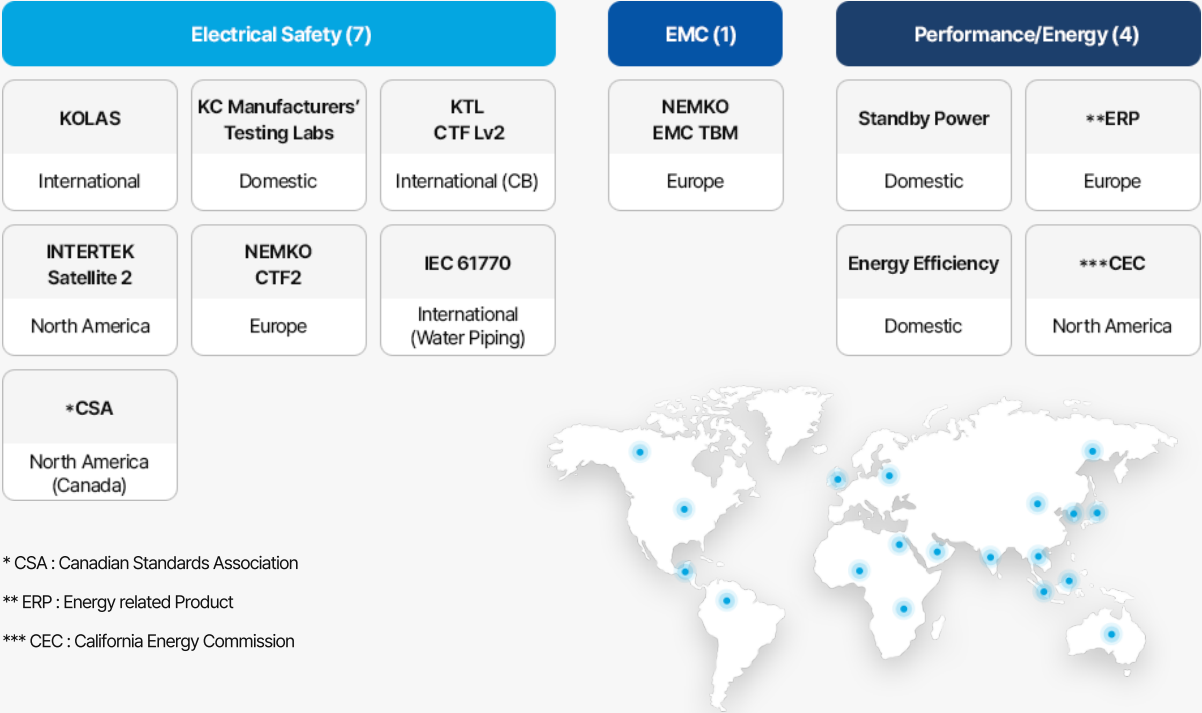 Electrical Safety (7)
KOLAS
International
KC Manufacturers’
Testing Labs
Domestic
KTL
CTF Lv2
International (CB)
INTERTEK
Satellite 2
North America
NEMKO
CTF2
Europe
IEC 61770
International
(Water Piping)
*CSA
North America
(Canada)
EMC (1)
NEMKO
EMC TBM
Europe
Performance/Energy (4)
Standby Power
Domestic
**ERP
Europe
Energy Efficiency
Domestic
***CEC
North America
* CSA : Canadian Standards Association
** ERP : Energy related Product
*** CEC : California Energy Commission